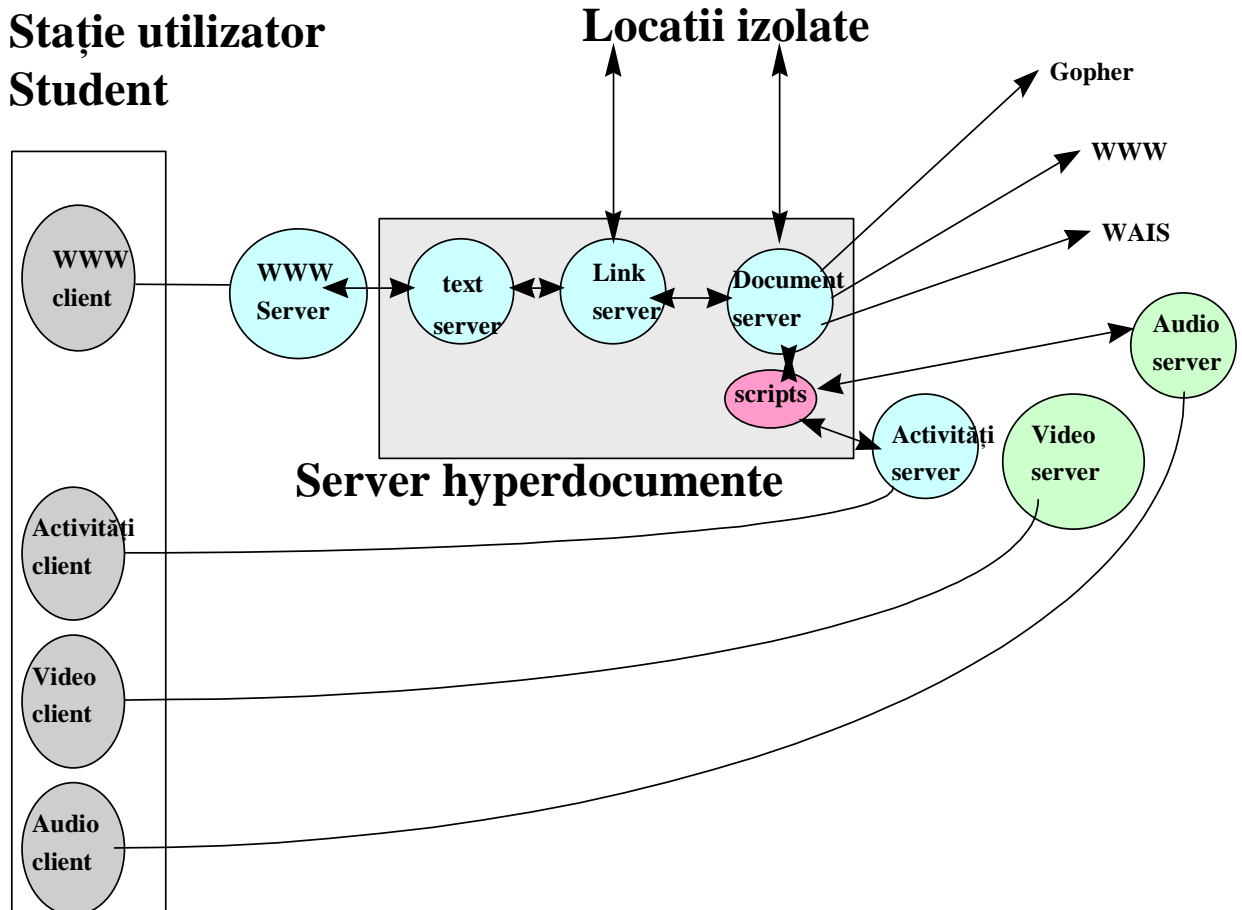 Stație utilizator
Student
Locatii izolate
Gopher
WWW
WAIS
WWW
client
WWW
Server
text
server
Link
server
Document
server
scripts
Audio
server
Activități
server
Video
server
Server hyperdocumente
Activități
client
Video
client
Audio
client